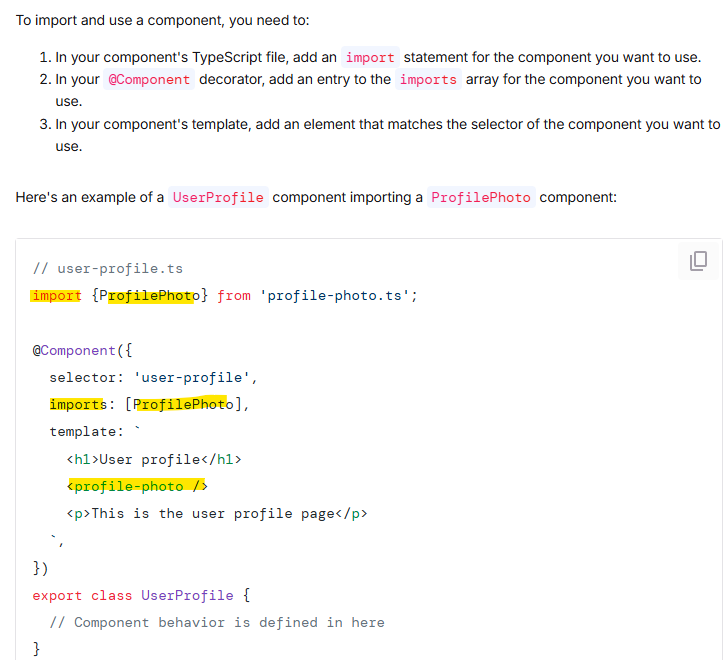 To import and use a component, you need to:
1. In your component's TypeScript file, add an import statement for the component you want to use.
2. In your @Component decorator, add an entry to the imports array for the component you want to
use.
3. In your component's template, add an element that matches the selector of the component you want to
use.
Here's an example of a UserProfile component importing a ProfilePhoto component:
// user-profile.ts
import {ProfilePhoto} from 'profile-photo.ts';
@Component({
  selector: 'user-profile',
  imports: [ProfilePhoto],
  template: `
    <h1>User profile</h1>
    <profile-photo />
    <p>This is the user profile page</p>
  `,
})
export class UserProfile {
  // Component behavior is defined in here
}